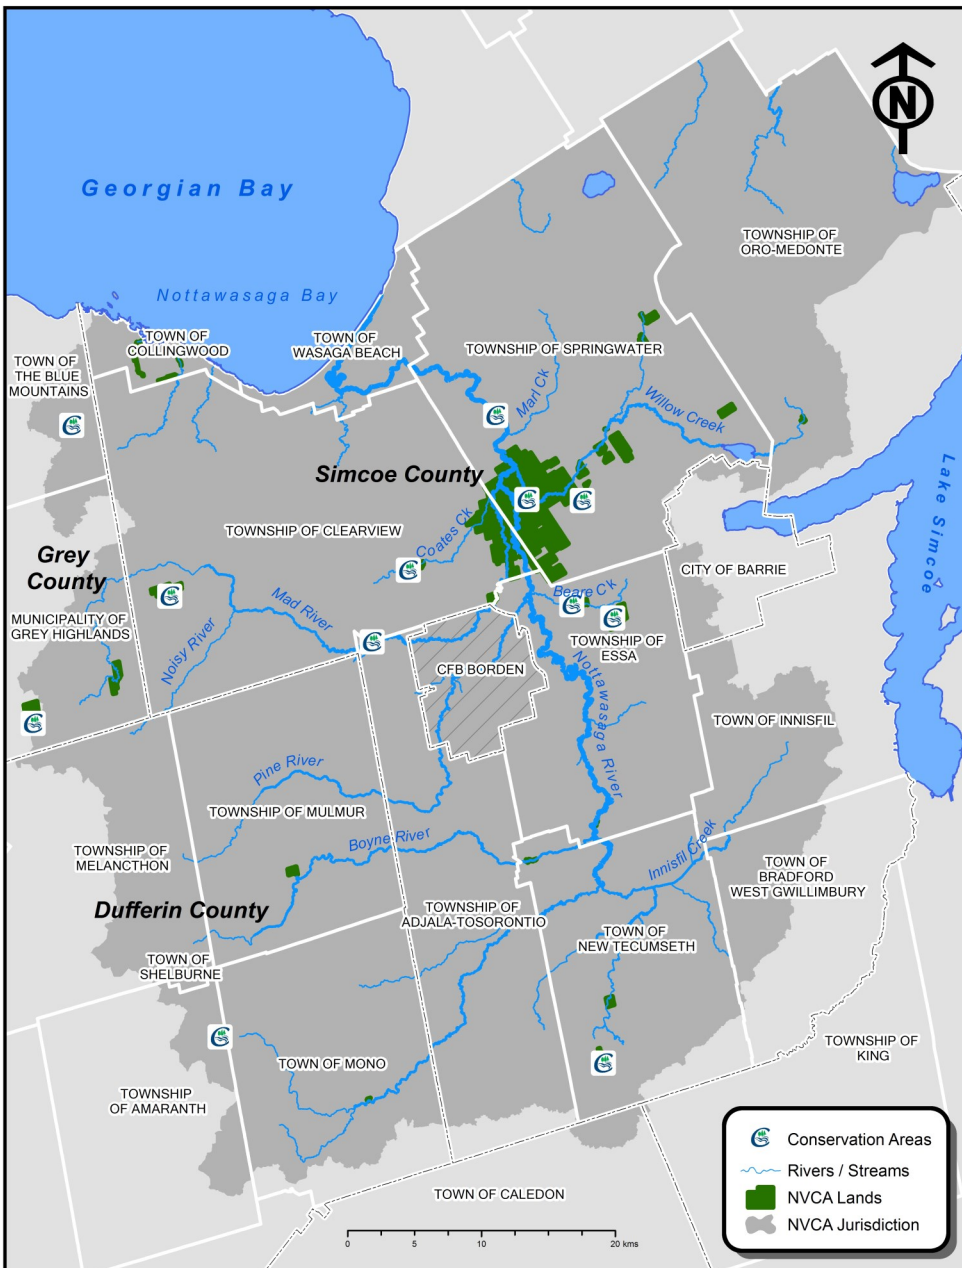 N
Georgian Bay
TOWNSHIP OF
ORO-MEDONTE
Nottawasaga Bay
TOWN OF
COLLINGWOOD
TOWN OF
WASAGA BEACH
TOWNSHIP OF SPRINGWATER
TOWN OF
THE BLUE
MOUNTAINS
Marl Ck
Willow Creek
Simcoe County
Lake Simcoe
TOWNSHIP OF CLEARVIEW
Coates Ck
Grey
County
CITY OF BARRIE
Beare Ck
Mad River
MUNICIPALITY OF
GREY HIGHLANDS
Noisy River
TOWNSHIP OF
ESSA
CFB BORDEN
Nottawasaga River
TOWN OF INNISFIL
Pine River
TOWNSHIP OF MULMUR
Boyne River
Innisfil Creek
TOWNSHIP OF
MELANCTHON
TOWN OF
BRADFORD
WEST GWILLIMBURY
Dufferin County
TOWNSHIP OF
ADJALA-TOSORONTIO
TOWN OF
NEW TECUMSETH
TOWN OF
SHELBURNE
TOWNSHIP OF
KING
TOWN OF MONO
TOWNSHIP
OF AMARANTH
TOWN OF CALEDON
Conservation Areas
Rivers / Streams
NVCA Lands
NVCA Jurisdiction
0 5 10 20 kms